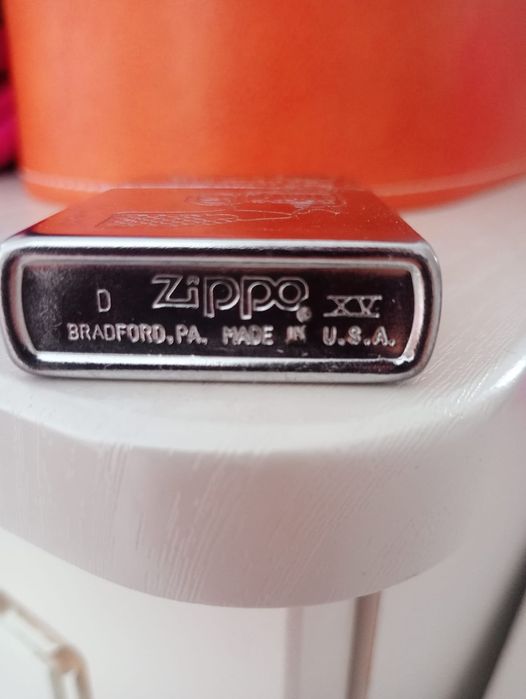 D Zippo ® XV
BRADFORD,PA. MADE IN U.S.A.